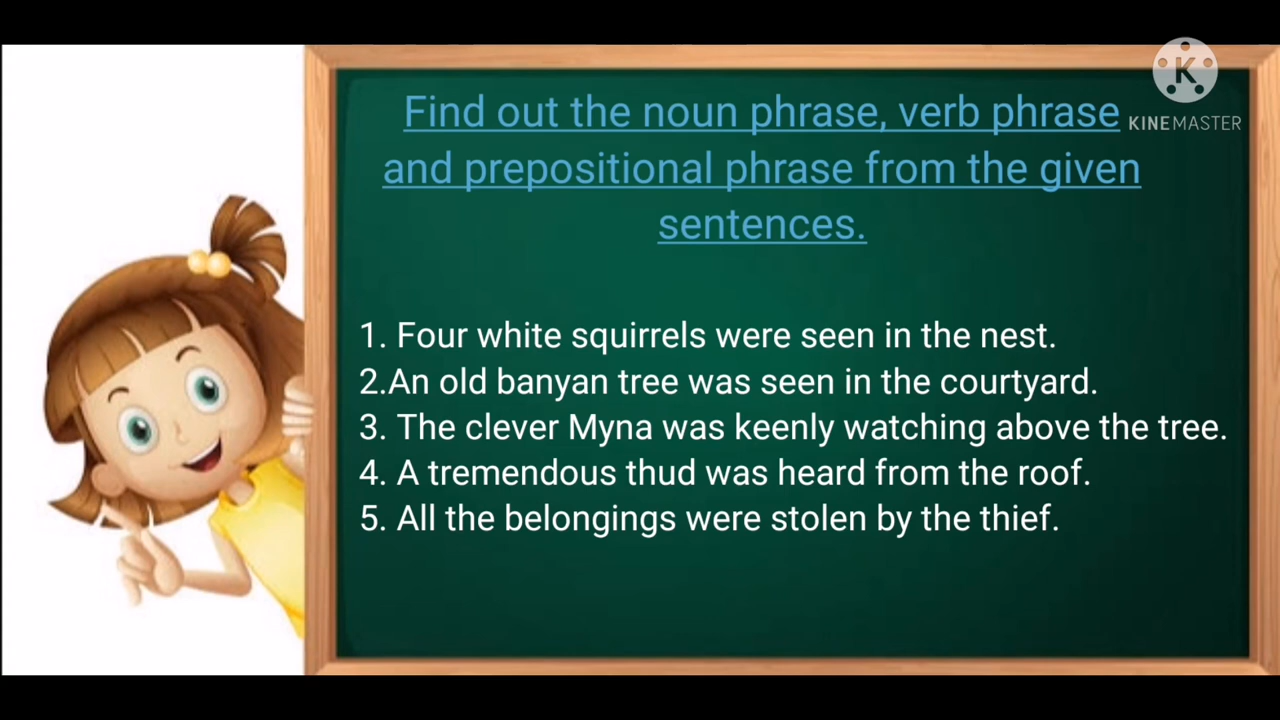 Find out the noun phrase, verb phrase
and prepositional phrase from the given
sentences.
K
KINEMASTER
1. Four white squirrels were seen in the nest.
2.An old banyan tree was seen in the courtyard.
3. The clever Myna was keenly watching above the tree.
4. A tremendous thud was heard from the roof.
5. All the belongings were stolen by the thief.